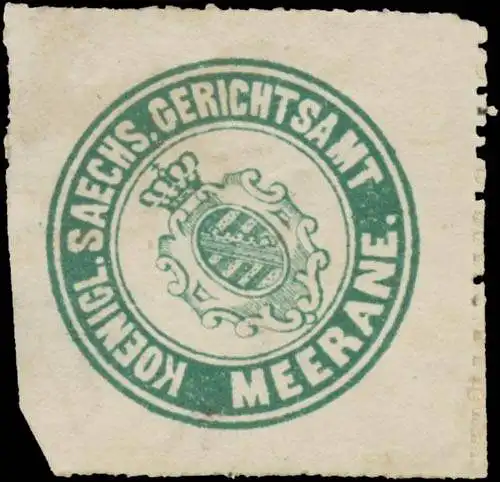 KOENIGL. SAECHS. GERICHTSAMT
MEERANE.